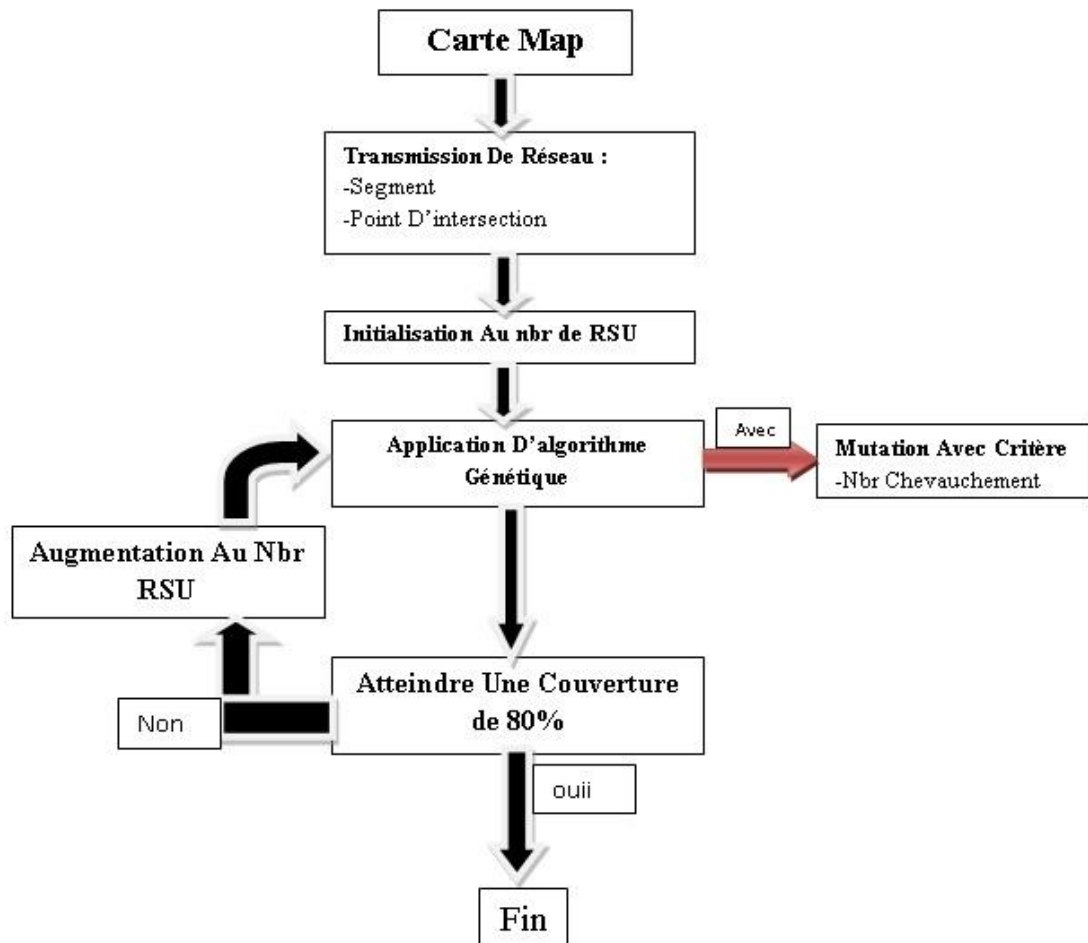 Carte Map
Transmission De Réseau :
-Segment
-Point D’intersection
Initialisation Au nbr de RSU
Application D’algorithme
Génétique
Avec
Mutation Avec Critère
-Nbr Chevauchement
Augmentation Au Nbr
RSU
Atteindre Une Couverture
de 80%
Non
ouii
Fin